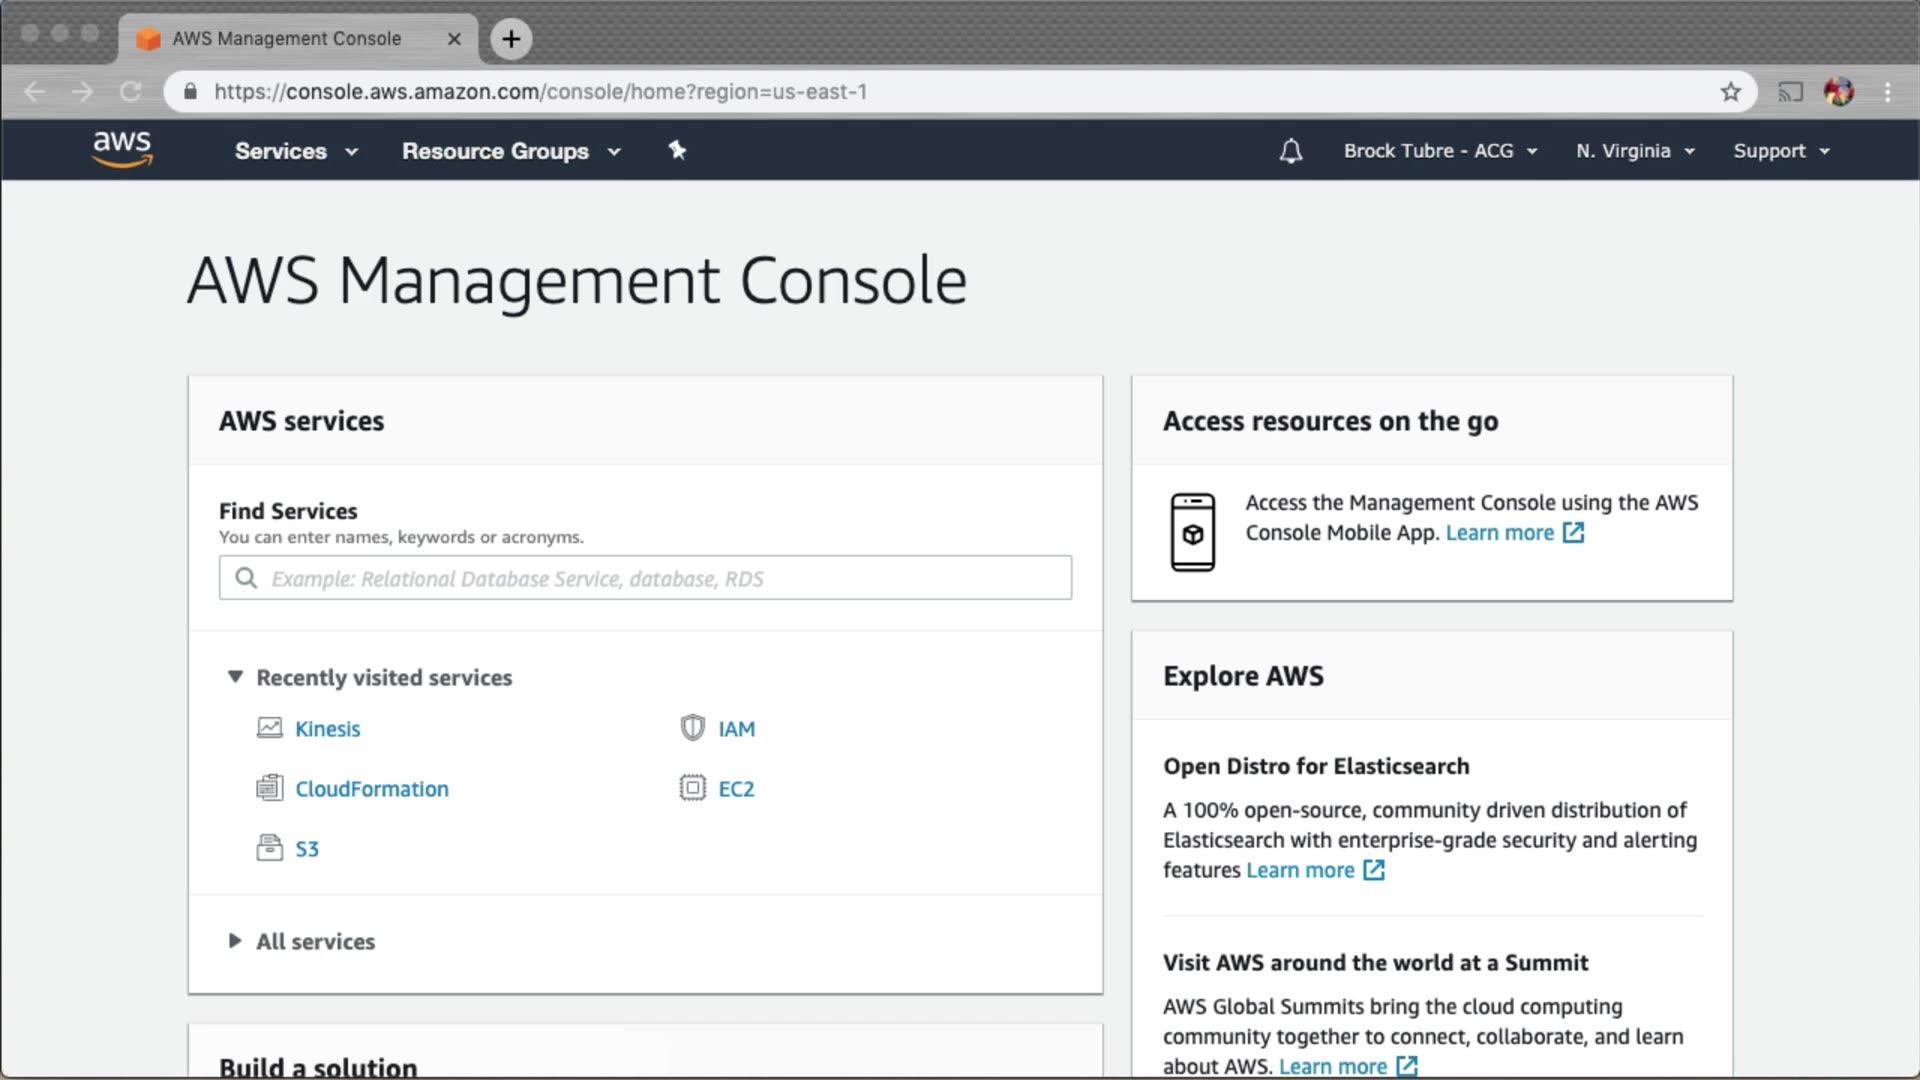 AWS Management Console
https://console.aws.amazon.com/console/home?region=us-east-1
aws
Services
Resource Groups
Brock Tubre - ACG
N. Virginia
Support
AWS Management Console
AWS services
Find Services
You can enter names, keywords or acronyms.
Example: Relational Database Service, database, RDS
Recently visited services
Kinesis
IAM
CloudFormation
EC2
S3
All services
Build a solution
Access resources on the go
Access the Management Console using the AWS
Console Mobile App. Learn more
Explore AWS
Open Distro for Elasticsearch
A 100% open-source, community driven distribution of
Elasticsearch with enterprise-grade security and alerting
features Learn more
Visit AWS around the world at a Summit
AWS Global Summits bring the cloud computing
community together to connect, collaborate, and learn
about AWS. Learn more